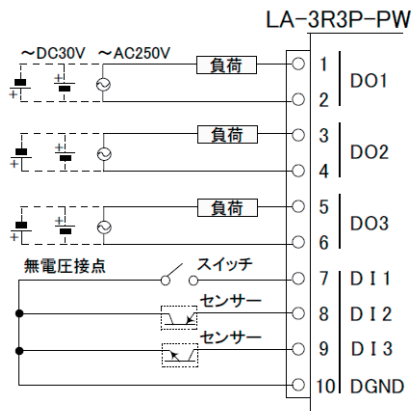 LA-3R3P-PW
～DC30V ～AC250V
負荷 1
+ + 2 DO1
負荷 3
+ + 4 DO2
負荷 5
+ + 6 DO3
無電圧接点 スイッチ 7 DI1
センサー 8 DI2
センサー 9 DI3
10 DGND